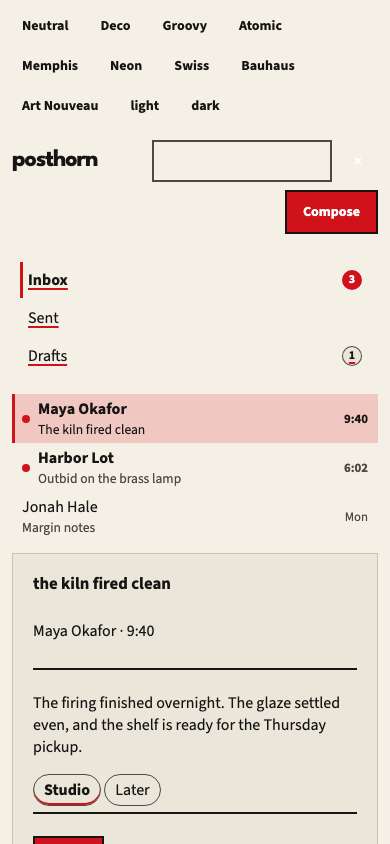 Neutral Deco Groovy Atomic
Memphis Neon Swiss Bauhaus
Art Nouveau light dark
posthorn ×
Compose
Inbox 3
Sent
Drafts 1
Maya Okafor 9:40
The kiln fired clean
Harbor Lot 6:02
Outbid on the brass lamp
Jonah Hale Mon
Margin notes
the kiln fired clean
Maya Okafor · 9:40
The firing finished overnight. The glaze settled
even, and the shelf is ready for the Thursday
pickup.
Studio Later